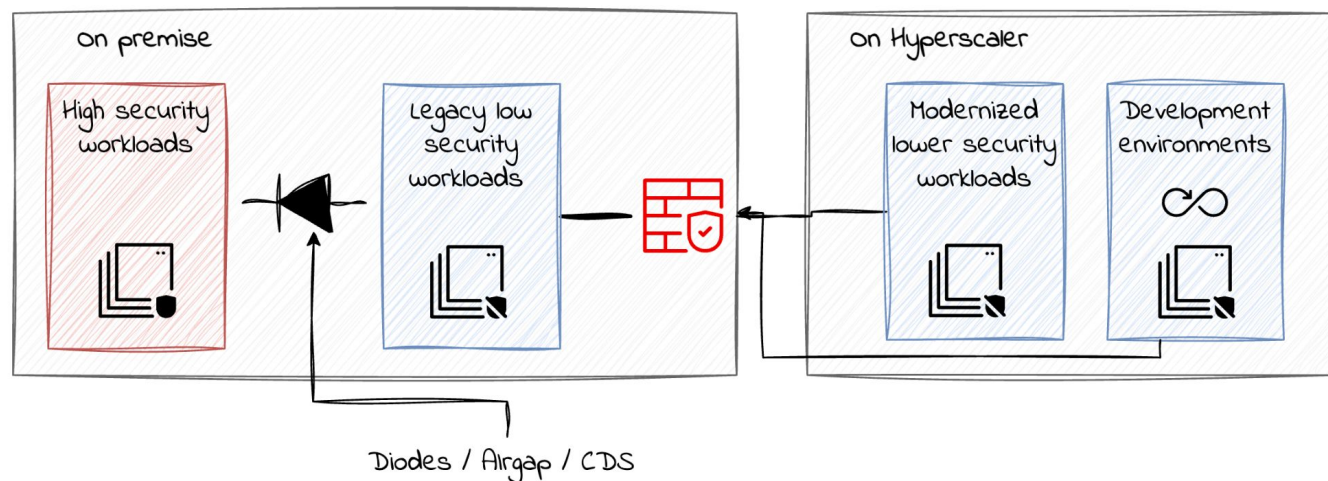 On premise
High security
workloads
Legacy low
security
workloads
On Hyperscaler
Modernized
lower security
workloads
Development
environments
Diodes / Airgap / CDS